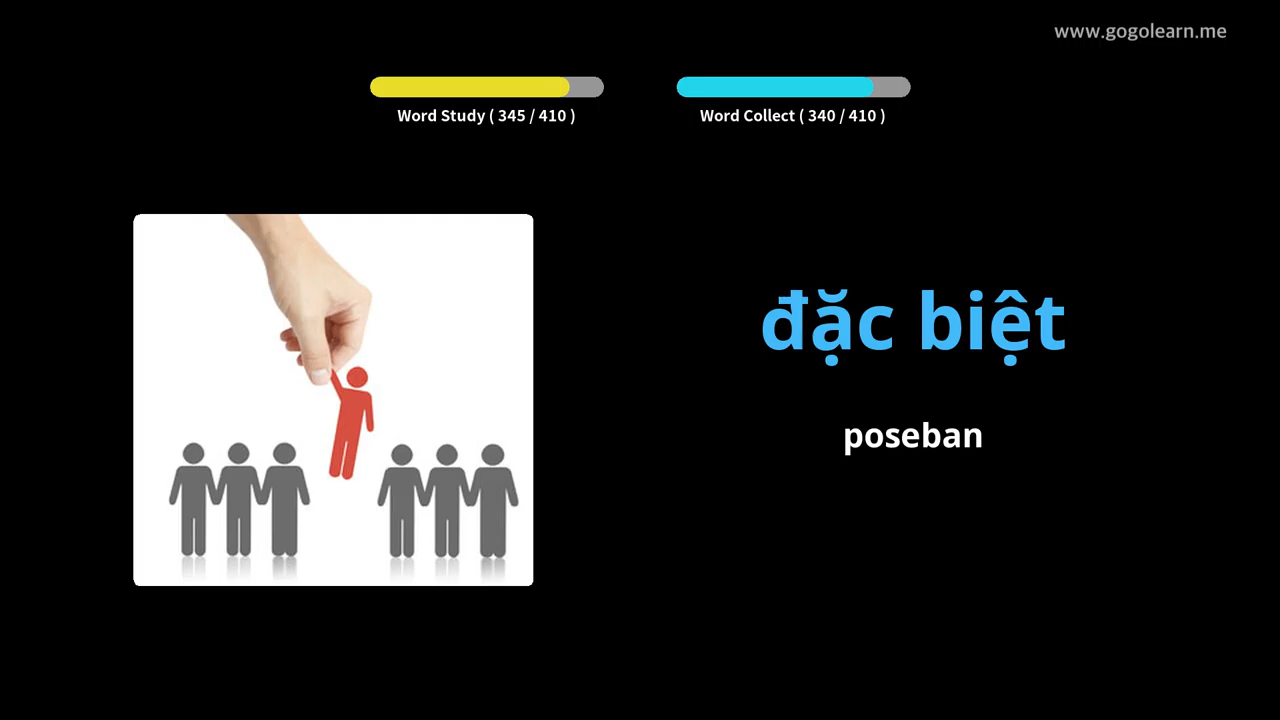 www.gogolearn.me
Word Study ( 345 / 410 )
Word Collect ( 340 / 410 )
đặc biệt
poseban